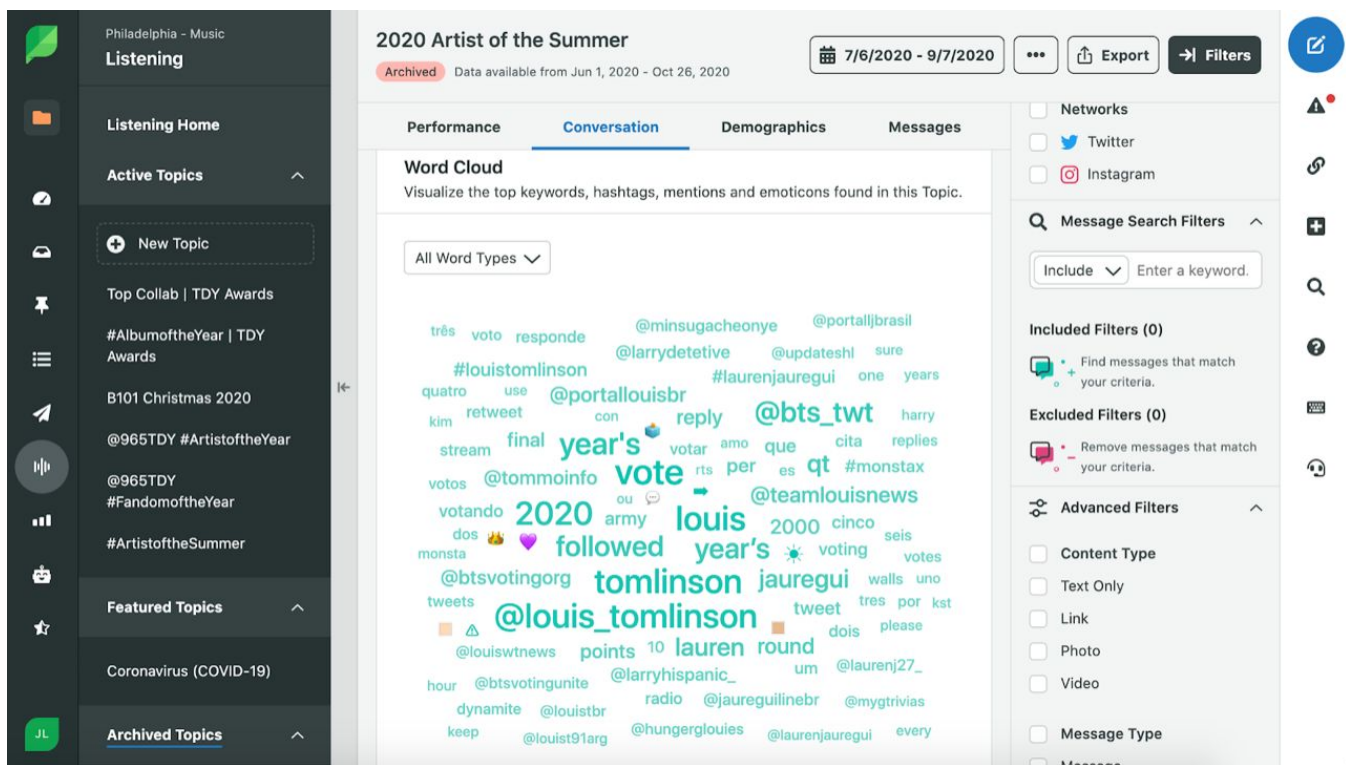 Philadelphia - Music
Listening
Listening Home
Active Topics
New Topic
Top Collab | TDY Awards
#AlbumoftheYear | TDY
Awards
B101 Christmas 2020
@965TDY #ArtistoftheYear
@965TDY
#FandomoftheYear
#ArtistoftheSummer
Featured Topics
Coronavirus (COVID-19)
Archived Topics
JL
2020 Artist of the Summer
Archived Data available from Jun 1, 2020 - Oct 26, 2020
7/6/2020 - 9/7/2020
Export
Filters
Performance Conversation Demographics Messages
Word Cloud
Visualize the top keywords, hashtags, mentions and emoticons found in this Topic.
All Word Types
três voto responde @minsugacheonye @portalljbrasil
@larrydetetive @updateshl sure
#louistomlinson #laurenjauregui one years
quatro use @portallouisbr
kim retweet con reply @bts_twt harry
stream final year's votar amo que cita replies
votos @tommoinfo vote rts per es qt #monstax
ou @teamlouisnews
votando 2020 army louis 2000 cinco
dos followed year's voting seis
monsta votes
@btsvotingorg tomlinson jauregui walls uno
tweets @louis_tomlinson tweet tres por kst
dois please
@louiswtnews points 10 lauren round
hour @btsvotingunite @larryhispanic_ um @laurenj27_
dynamite @louistbr radio @jaureguilinebr @mygtrivias
keep @louist91arg @hungerglouies @laurenjauregui every
Networks
Twitter
Instagram
Message Search Filters
Include Enter a keyword.
Included Filters (0)
Find messages that match
your criteria.
Excluded Filters (0)
Remove messages that match
your criteria.
Advanced Filters
Content Type
Text Only
Link
Photo
Video
Message Type